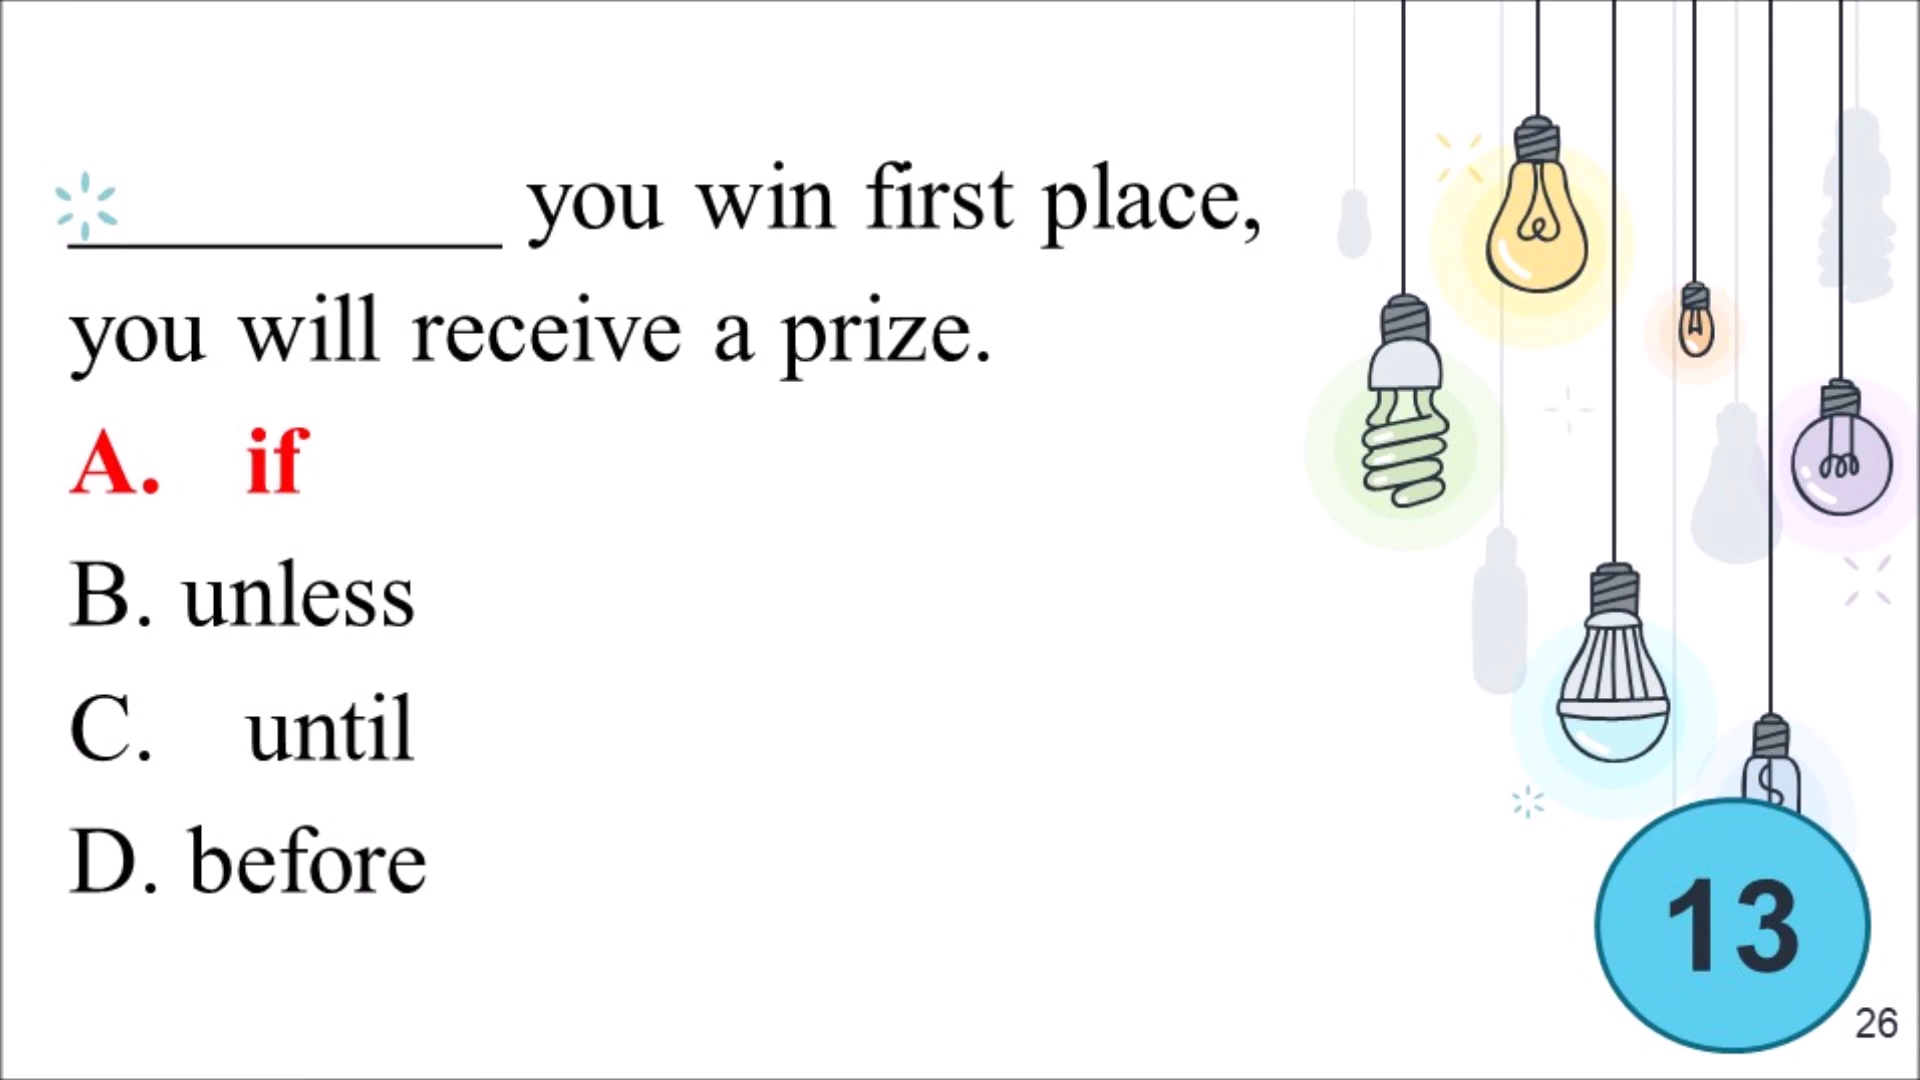 __________ you win first place,
you will receive a prize.
A. if
B. unless
C. until
D. before
13
26